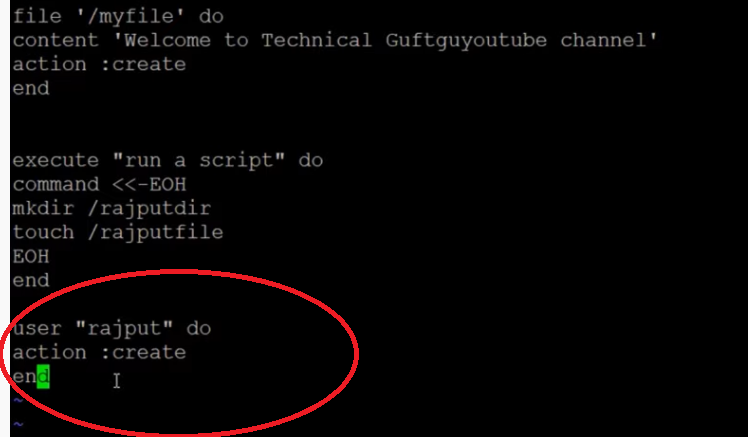 file '/myfile' do
content 'Welcome to Technical Guftguyoutube channel'
action :create
end
execute "run a script" do
command <<-EOH
mkdir /rajputdir
touch /rajputfile
EOH
end
user "rajput" do
action :create
end
~
~